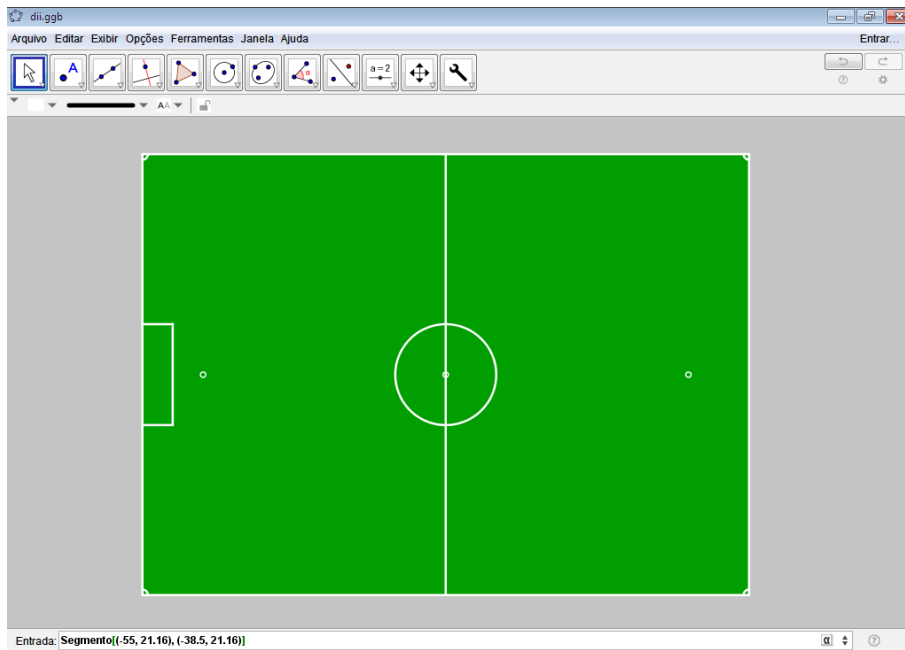 dii.ggb
Arquivo Editar Exibir Opções Ferramentas Janela Ajuda Entrar...
A α a=2
AA
Entrada: Segmento[(-55, 21.16), (-38.5, 21.16)] α